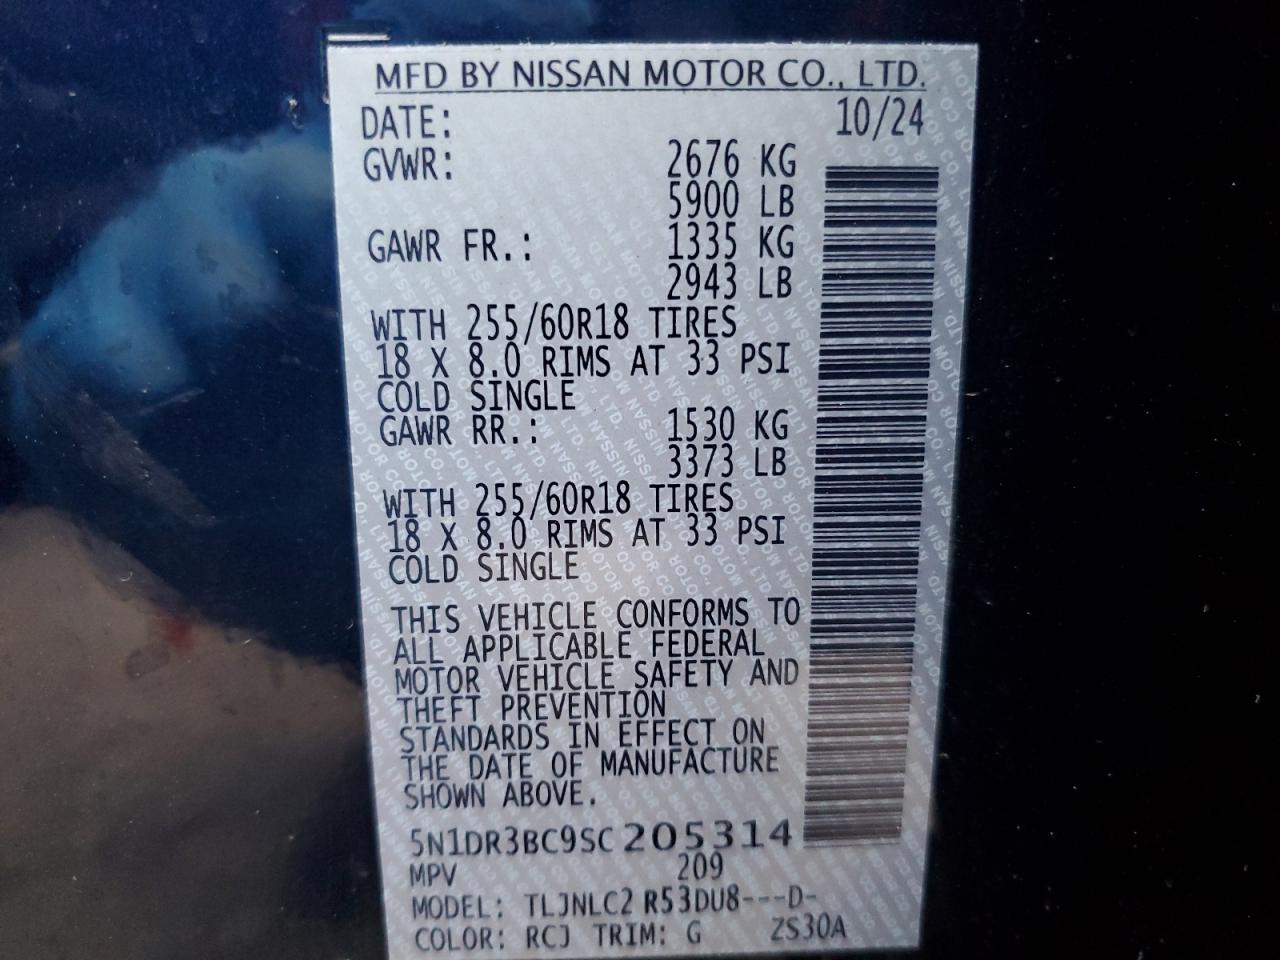 MFD BY NISSAN MOTOR CO., LTD.
DATE: 10/24
GVWR: 2676 KG
5900 LB
GAWR FR.: 1335 KG
2943 LB
WITH 255/60R18 TIRES
18 X 8.0 RIMS AT 33 PSI
COLD SINGLE
GAWR RR.: 1530 KG
3373 LB
WITH 255/60R18 TIRES
18 X 8.0 RIMS AT 33 PSI
COLD SINGLE
THIS VEHICLE CONFORMS TO
ALL APPLICABLE FEDERAL
MOTOR VEHICLE SAFETY AND
THEFT PREVENTION
STANDARDS IN EFFECT ON
THE DATE OF MANUFACTURE
SHOWN ABOVE.
5N1DR3BC9SC205314
MPV 209
MODEL: TLJNLC2 R53DU8---D-
COLOR: RCJ TRIM: G ZS30A